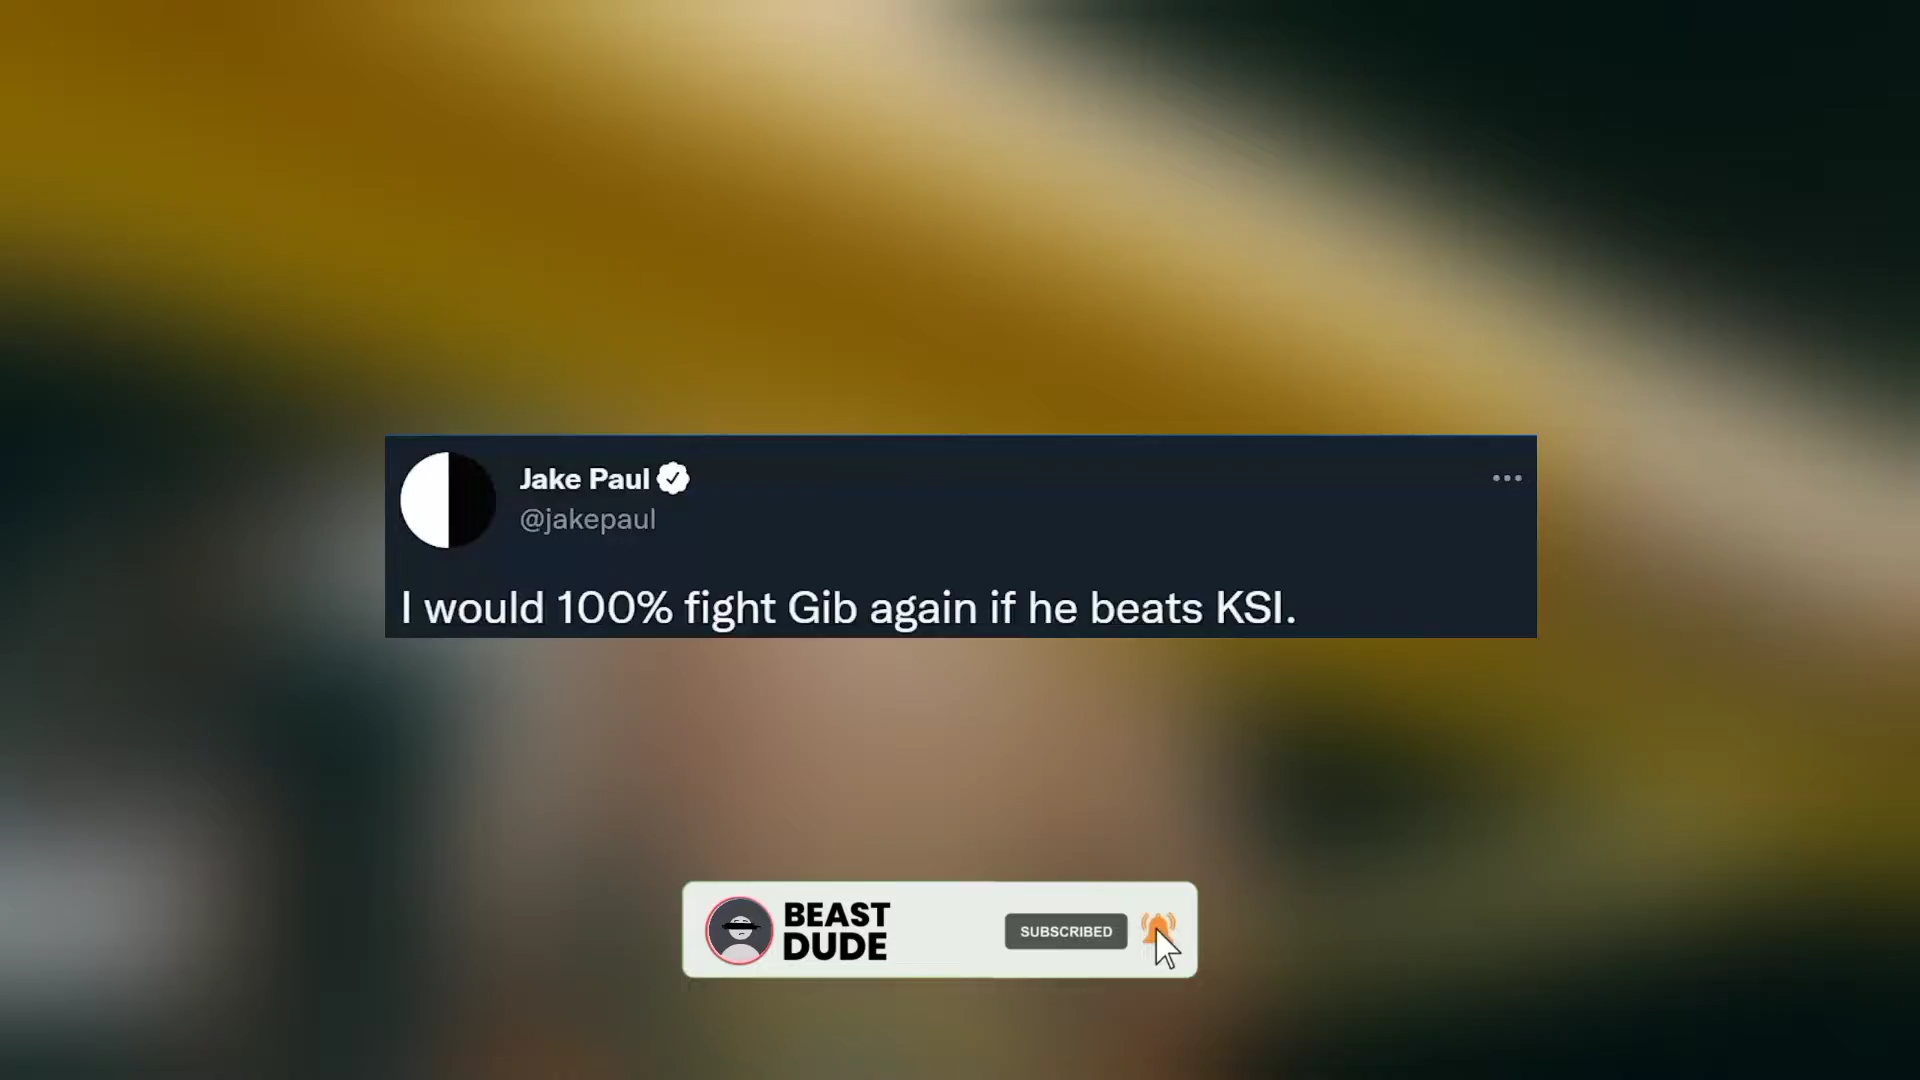 Jake Paul
@jakepaul
I would 100% fight Gib again if he beats KSI.
BEAST
DUDE
SUBSCRIBED